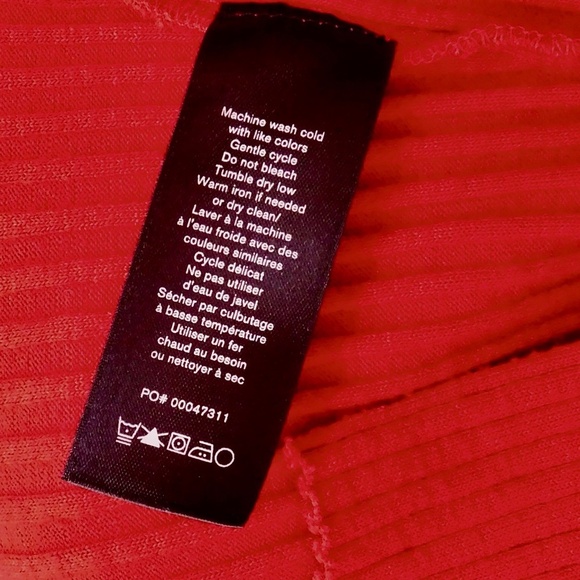 Machine wash cold
with like colors
Gentle cycle
Do not bleach
Tumble dry low
Warm iron if needed
or dry clean/
Laver à la machine
à l'eau froide avec des
couleurs similaires
Cycle délicat
Ne pas utiliser
d'eau de javel
Sécher par culbutage
à basse température
Utiliser un fer
chaud au besoin
ou nettoyer à sec
PO# 00047311